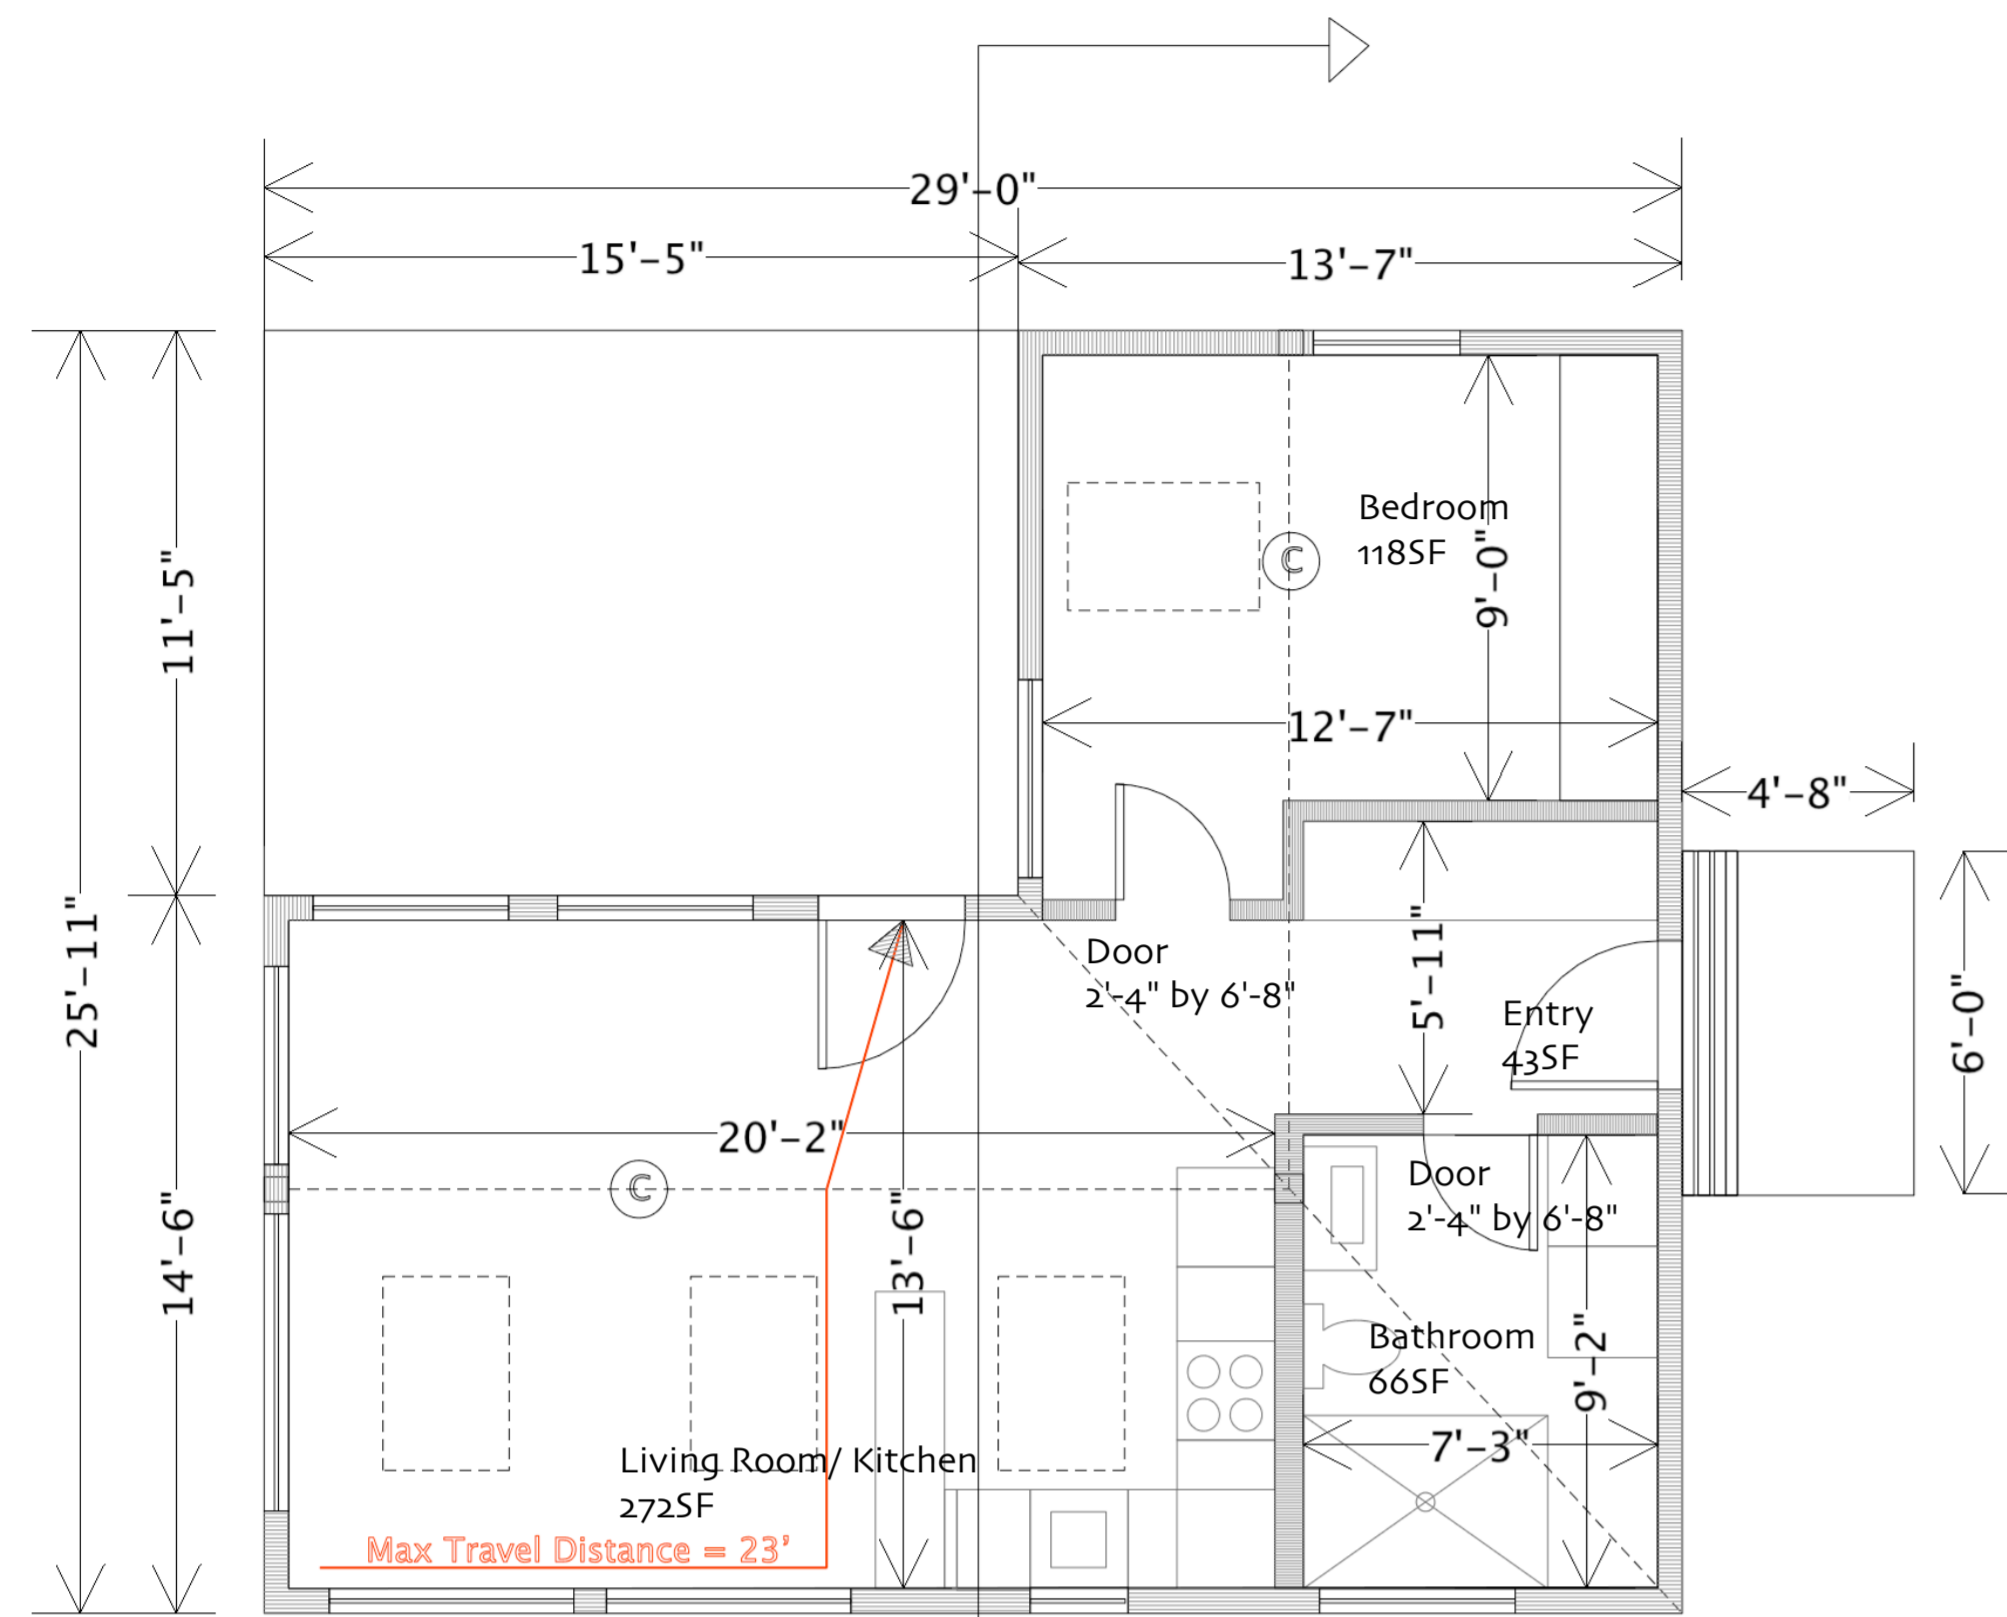 29'-0"
15'-5"
13'-7"
Bedroom
118SF
C
9'-0"
11'-5"
12'-7"
4'-8"
25'-11"
Door
2'-4" by 6'-8"
5'-11"
Entry
43SF
6'-0"
20'-2"
C
14'-6"
13'-6"
Door
2'-4" by 6'-8"
Bathroom
66SF
9'-2"
7'-3"
Living Room/ Kitchen
272SF
Max Travel Distance = 23’